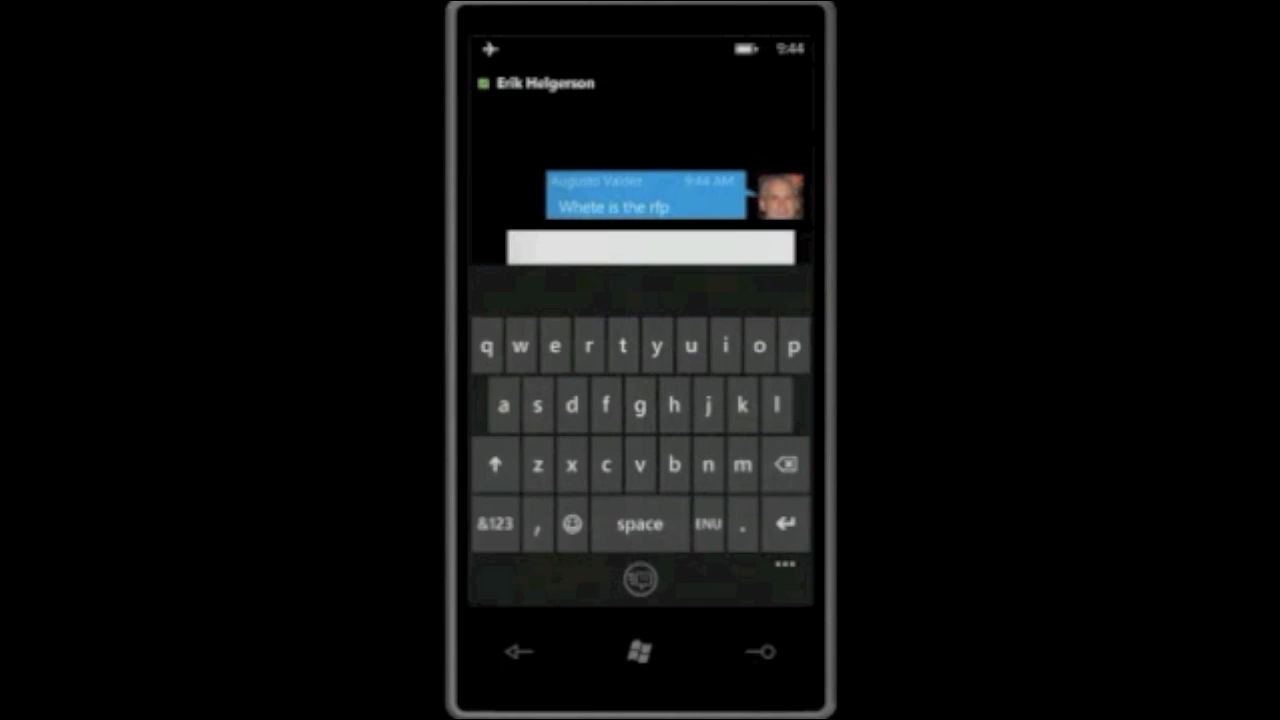 9:44
Erik Helgerson
Augusto Valdez 9:44 AM
Whete is the rfp
q w e r t y u i o p
a s d f g h j k l
z x c v b n m
&123 , space ENU .